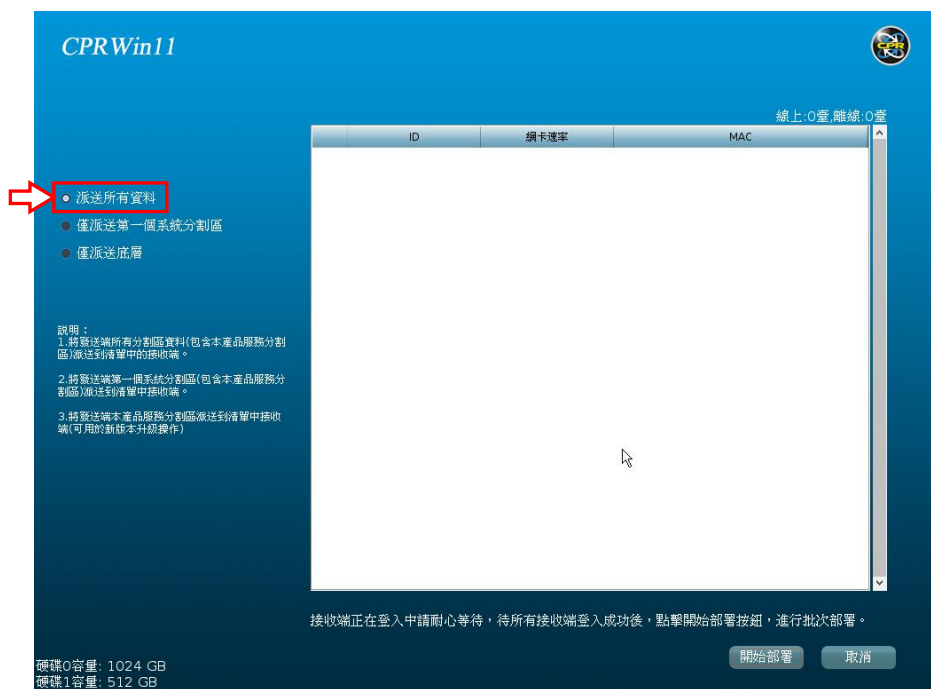 CPRWin11
CPR
線上:0臺,離線:0臺
ID 網卡速率 MAC
派送所有資料
僅派送第一個系統分割區
僅派送底層
説明：
1.將發送端所有分割區資料(包含本產品服務分割
區)派送到清單中的接收端。
2.將發送端第一個系統分割區(包含本產品服務分
割區)派送到清單中接收端。
3.將發送端本產品服務分割區派送到清單中接收
端(可用於新版本升級操作)
接收端正在登入中請耐心等待，待所有接收端登入成功後，點擊開始部署按鈕，進行批次部署。
開始部署 取消
硬碟0容量: 1024 GB
硬碟1容量: 512 GB